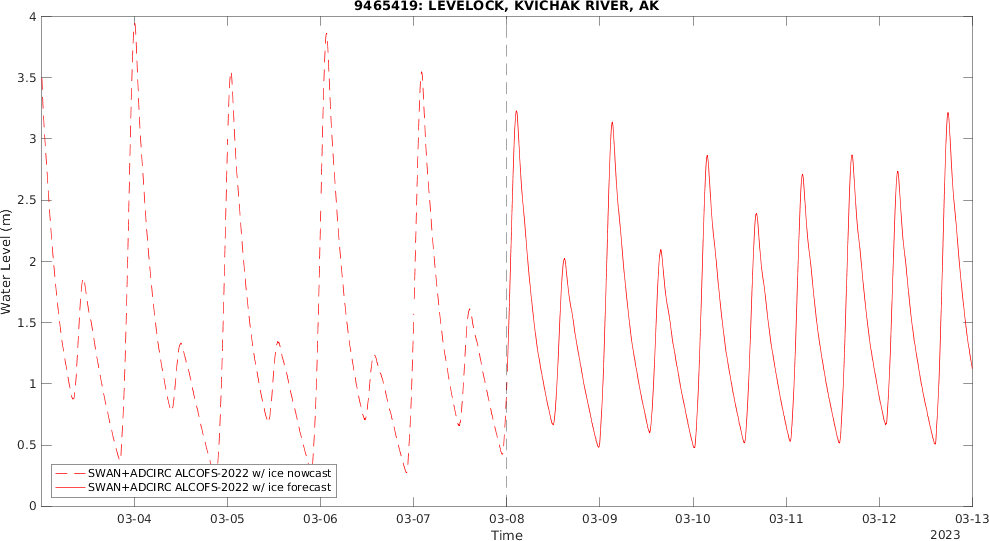 9465419: LEVELOCK, KVICHAK RIVER, AK
4
3.5
3
2.5
2
1.5
1
0.5
0
Water Level (m)
SWAN+ADCIRC ALCOFS-2022 w/ ice nowcast
SWAN+ADCIRC ALCOFS-2022 w/ ice forecast
03-04 03-05 03-06 03-07 03-08 03-09 03-10 03-11 03-12 03-13
Time
2023